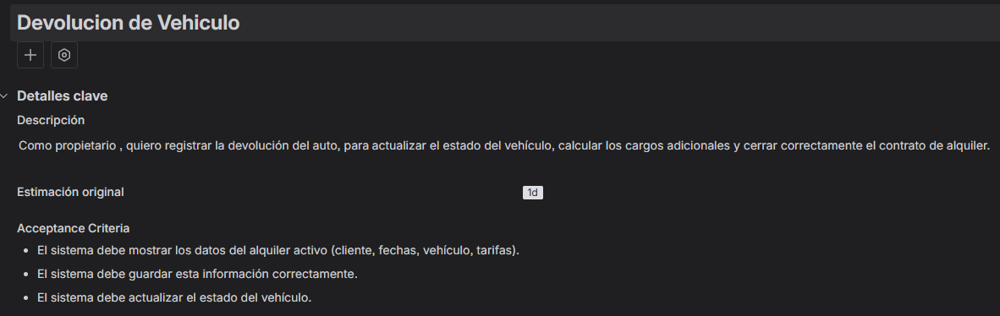 Devolucion de Vehiculo
Detalles clave
Descripción
Como propietario , quiero registrar la devolución del auto, para actualizar el estado del vehículo, calcular los cargos adicionales y cerrar correctamente el contrato de alquiler.
Estimación original 1d
Acceptance Criteria
• El sistema debe mostrar los datos del alquiler activo (cliente, fechas, vehículo, tarifas).
• El sistema debe guardar esta información correctamente.
• El sistema debe actualizar el estado del vehículo.